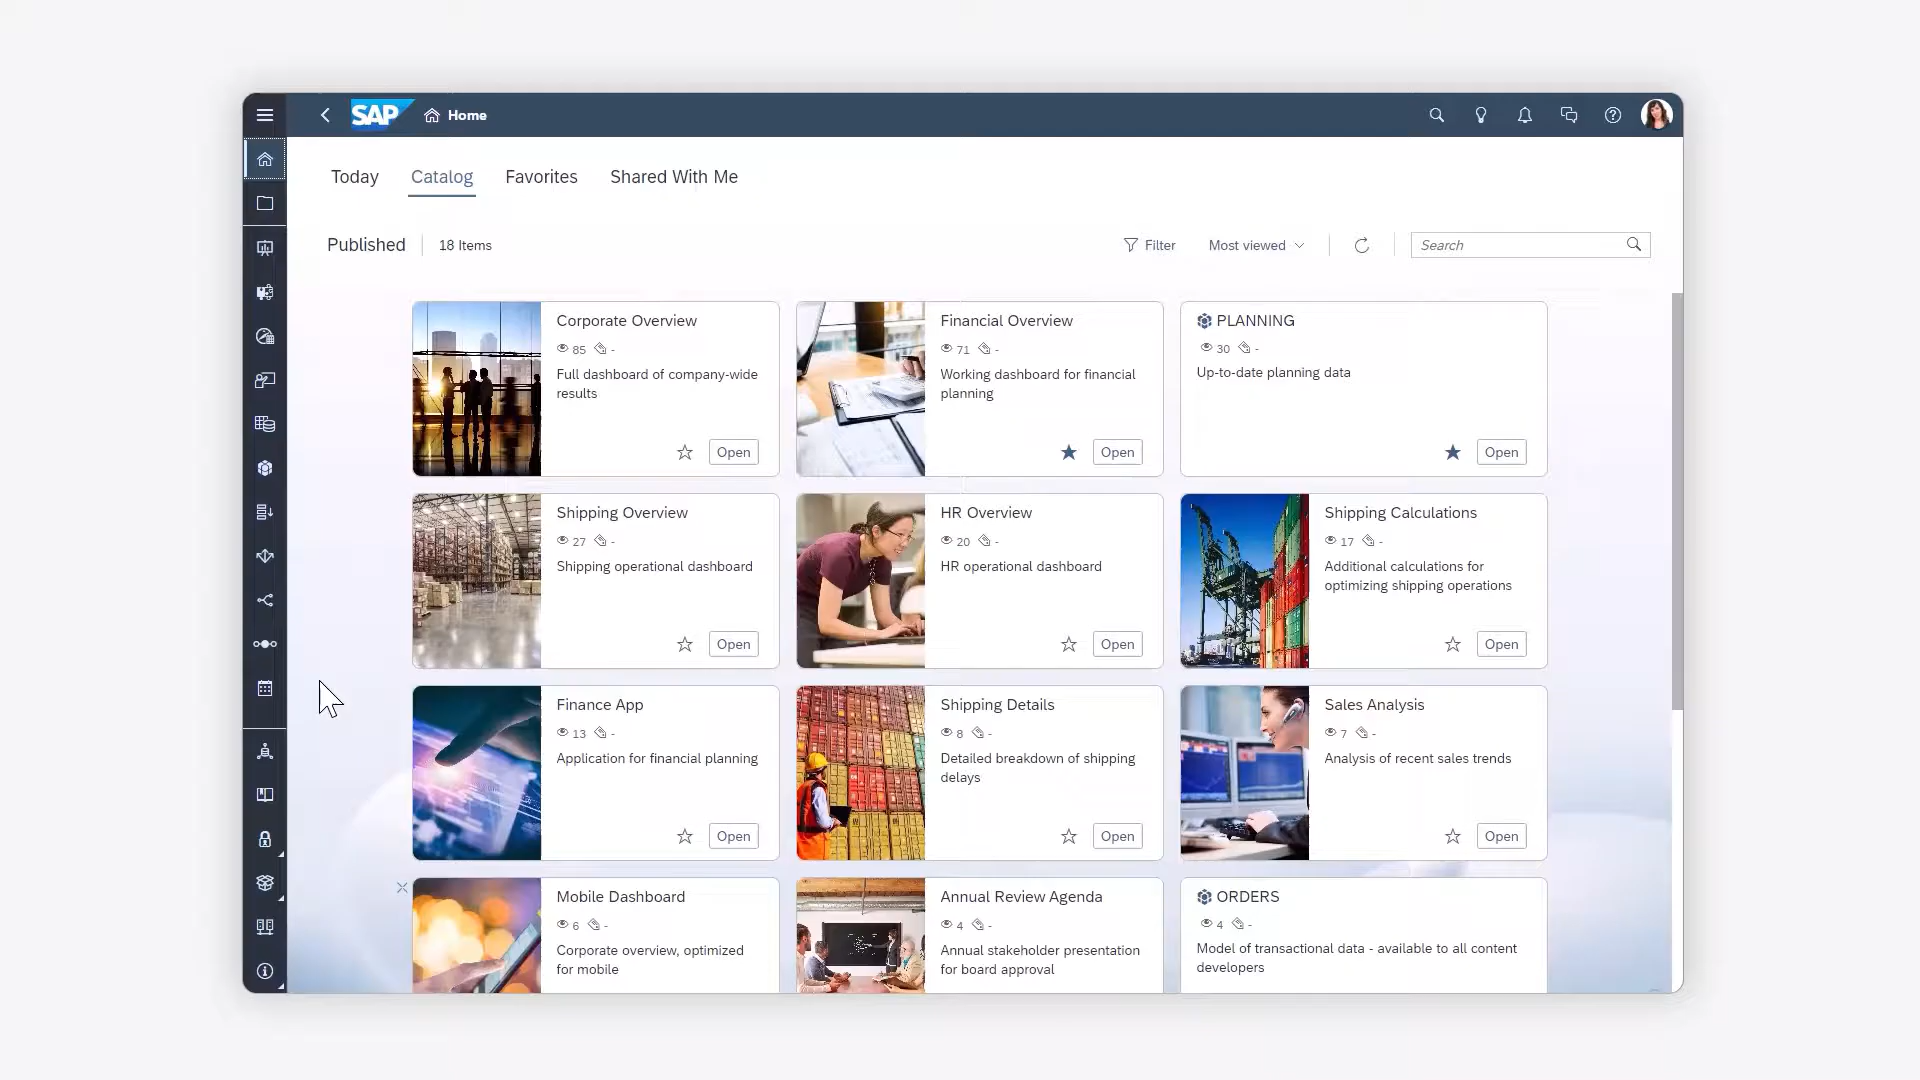 SAP Home
Today Catalog Favorites Shared With Me
Published 18 Items Filter Most viewed Search
Corporate Overview
85 -
Full dashboard of company-wide
results
Open
Financial Overview
71 -
Working dashboard for financial
planning
Open
PLANNING
30 -
Up-to-date planning data
Open
Shipping Overview
27 -
Shipping operational dashboard
Open
HR Overview
20 -
HR operational dashboard
Open
Shipping Calculations
17 -
Additional calculations for
optimizing shipping operations
Open
Finance App
13 -
Application for financial planning
Open
Shipping Details
8 -
Detailed breakdown of shipping
delays
Open
Sales Analysis
7 -
Analysis of recent sales trends
Open
Mobile Dashboard
6 -
Corporate overview, optimized
for mobile
Annual Review Agenda
4 -
Annual stakeholder presentation
for board approval
ORDERS
4 -
Model of transactional data - available to all content
developers